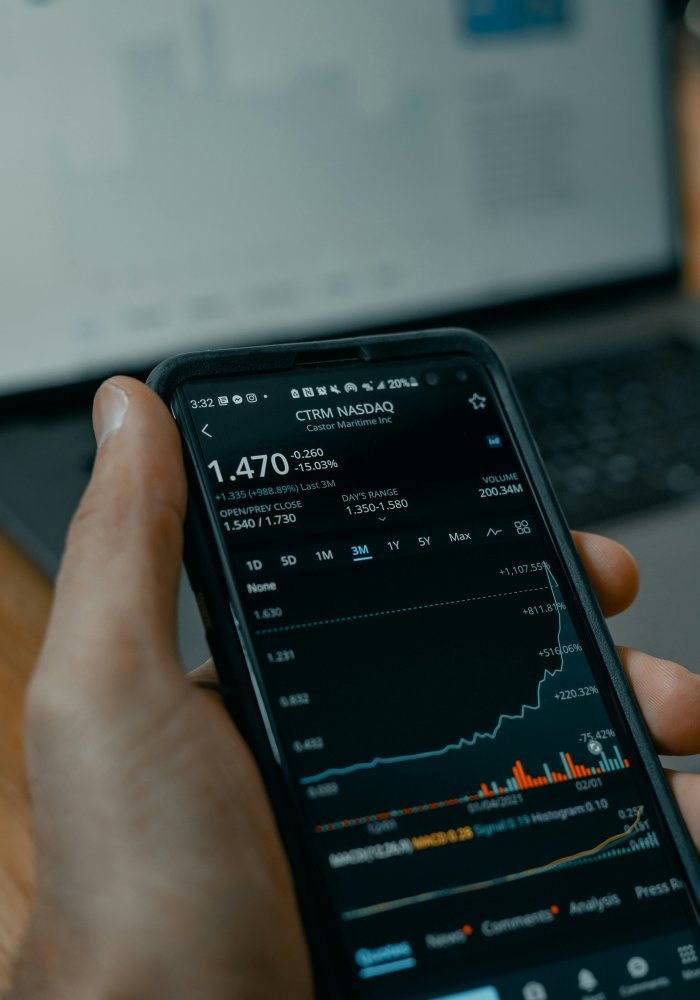 3:32 20%
CTRM NASDAQ
Castor Maritime Inc
1.470 -0.260
-15.03%
+1.335 (+988.89%) Last 3M
OPEN/PREV CLOSE DAY'S RANGE VOLUME
1.540 / 1.730 1.350-1.580 200.34M
1D 5D 1M 3M 1Y 5Y Max
None
+1,107.55%
1.630
+811.81%
1.231
+516.06%
0.832
+220.32%
0.432
-75.42%
02/01
01/04/2021
12/01
MACD(12,26,9) MACD:0.28 Signal:0.19 Histogram:0.10
Quotes News Comments Analysis Press R